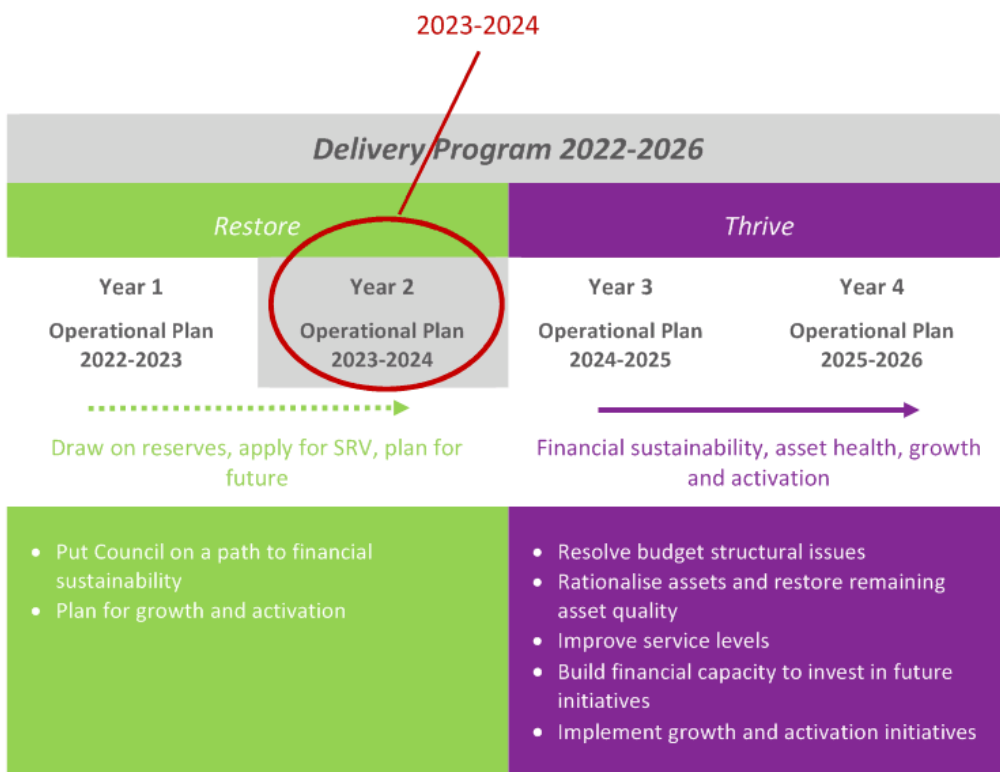 2023-2024
Delivery Program 2022-2026
Restore
Thrive
Year 1
Operational Plan
2022-2023
Year 2
Operational Plan
2023-2024
Year 3
Operational Plan
2024-2025
Year 4
Operational Plan
2025-2026
Draw on reserves, apply for SRV, plan for
future
Financial sustainability, asset health, growth
and activation
• Put Council on a path to financial
sustainability
• Plan for growth and activation
• Resolve budget structural issues
• Rationalise assets and restore remaining
asset quality
• Improve service levels
• Build financial capacity to invest in future
initiatives
• Implement growth and activation initiatives